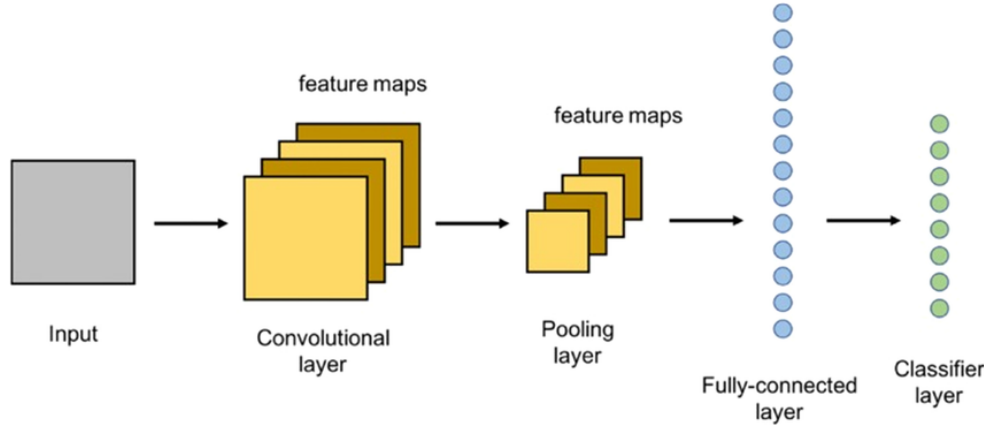 feature maps
feature maps
Input
Convolutional
layer
Pooling
layer
Fully-connected
layer
Classifier
layer